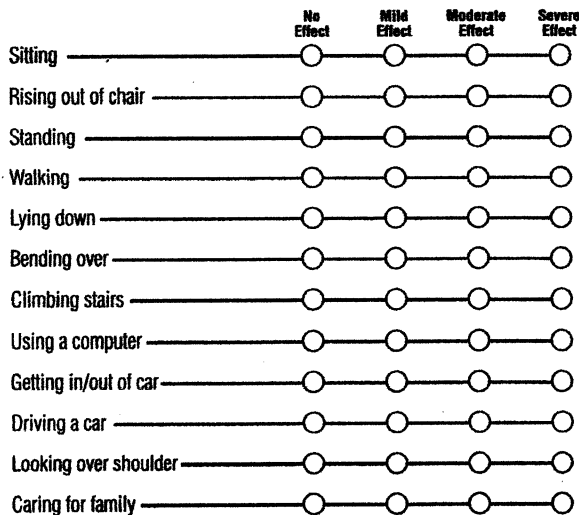 No Effect Mild Effect Moderate Effect Severe Effect
Sitting
Rising out of chair
Standing
Walking
Lying down
Bending over
Climbing stairs
Using a computer
Getting in/out of car
Driving a car
Looking over shoulder
Caring for family